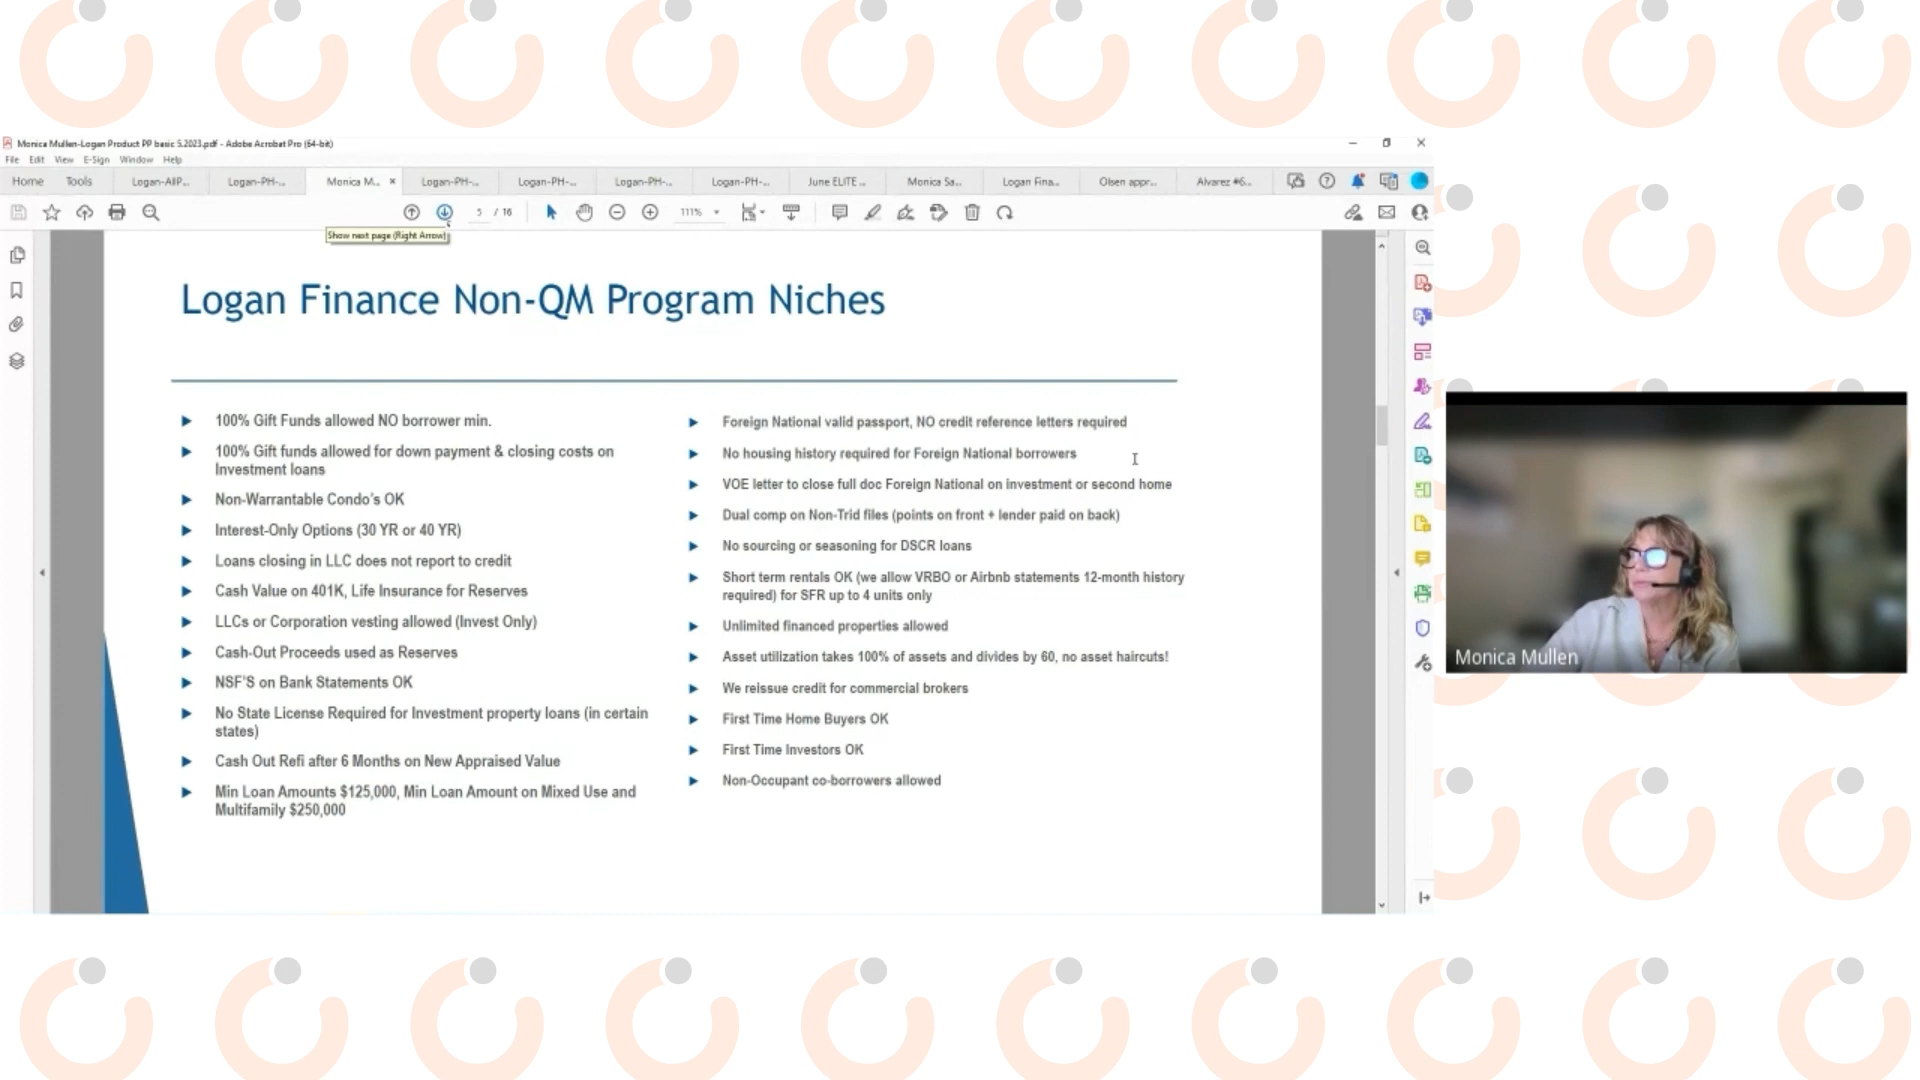 Monica Mullen-Logan Product PP basic 5.2023.pdf - Adobe Acrobat Pro (64-bit)
File Edit View E-Sign Window Help
Home Tools Logan-AllP... Logan-PH-... Monica M... × Logan-PH-... Logan-PH-... Logan-PH-... Logan-PH-... June ELITE ... Monica Sa... Logan Fina... Olsen appr... Alvarez #6...
5 / 16 111%
Show next page (Right Arrow)
Logan Finance Non-QM Program Niches
100% Gift Funds allowed NO borrower min.
100% Gift funds allowed for down payment & closing costs on
Investment loans
Non-Warrantable Condo's OK
Interest-Only Options (30 YR or 40 YR)
Loans closing in LLC does not report to credit
Cash Value on 401K, Life Insurance for Reserves
LLCs or Corporation vesting allowed (Invest Only)
Cash-Out Proceeds used as Reserves
NSF'S on Bank Statements OK
No State License Required for Investment property loans (in certain
states)
Cash Out Refi after 6 Months on New Appraised Value
Min Loan Amounts $125,000, Min Loan Amount on Mixed Use and
Multifamily $250,000
Foreign National valid passport, NO credit reference letters required
No housing history required for Foreign National borrowers
VOE letter to close full doc Foreign National on investment or second home
Dual comp on Non-Trid files (points on front + lender paid on back)
No sourcing or seasoning for DSCR loans
Short term rentals OK (we allow VRBO or Airbnb statements 12-month history
required) for SFR up to 4 units only
Unlimited financed properties allowed
Asset utilization takes 100% of assets and divides by 60, no asset haircuts!
We reissue credit for commercial brokers
First Time Home Buyers OK
First Time Investors OK
Non-Occupant co-borrowers allowed
Monica Mullen